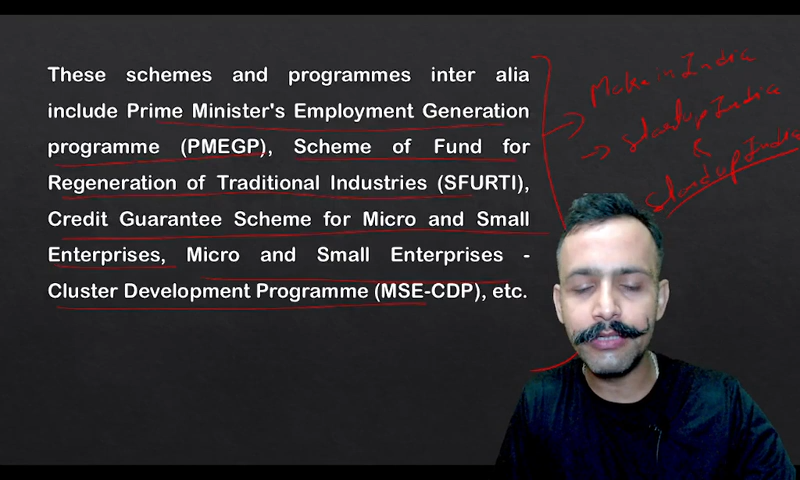 These schemes and programmes inter alia
include Prime Minister's Employment Generation
programme (PMEGP), Scheme of Fund for
Regeneration of Traditional Industries (SFURTI),
Credit Guarantee Scheme for Micro and Small
Enterprises, Micro and Small Enterprises -
Cluster Development Programme (MSE-CDP), etc.
Make in India
Startup India
&
Standup India